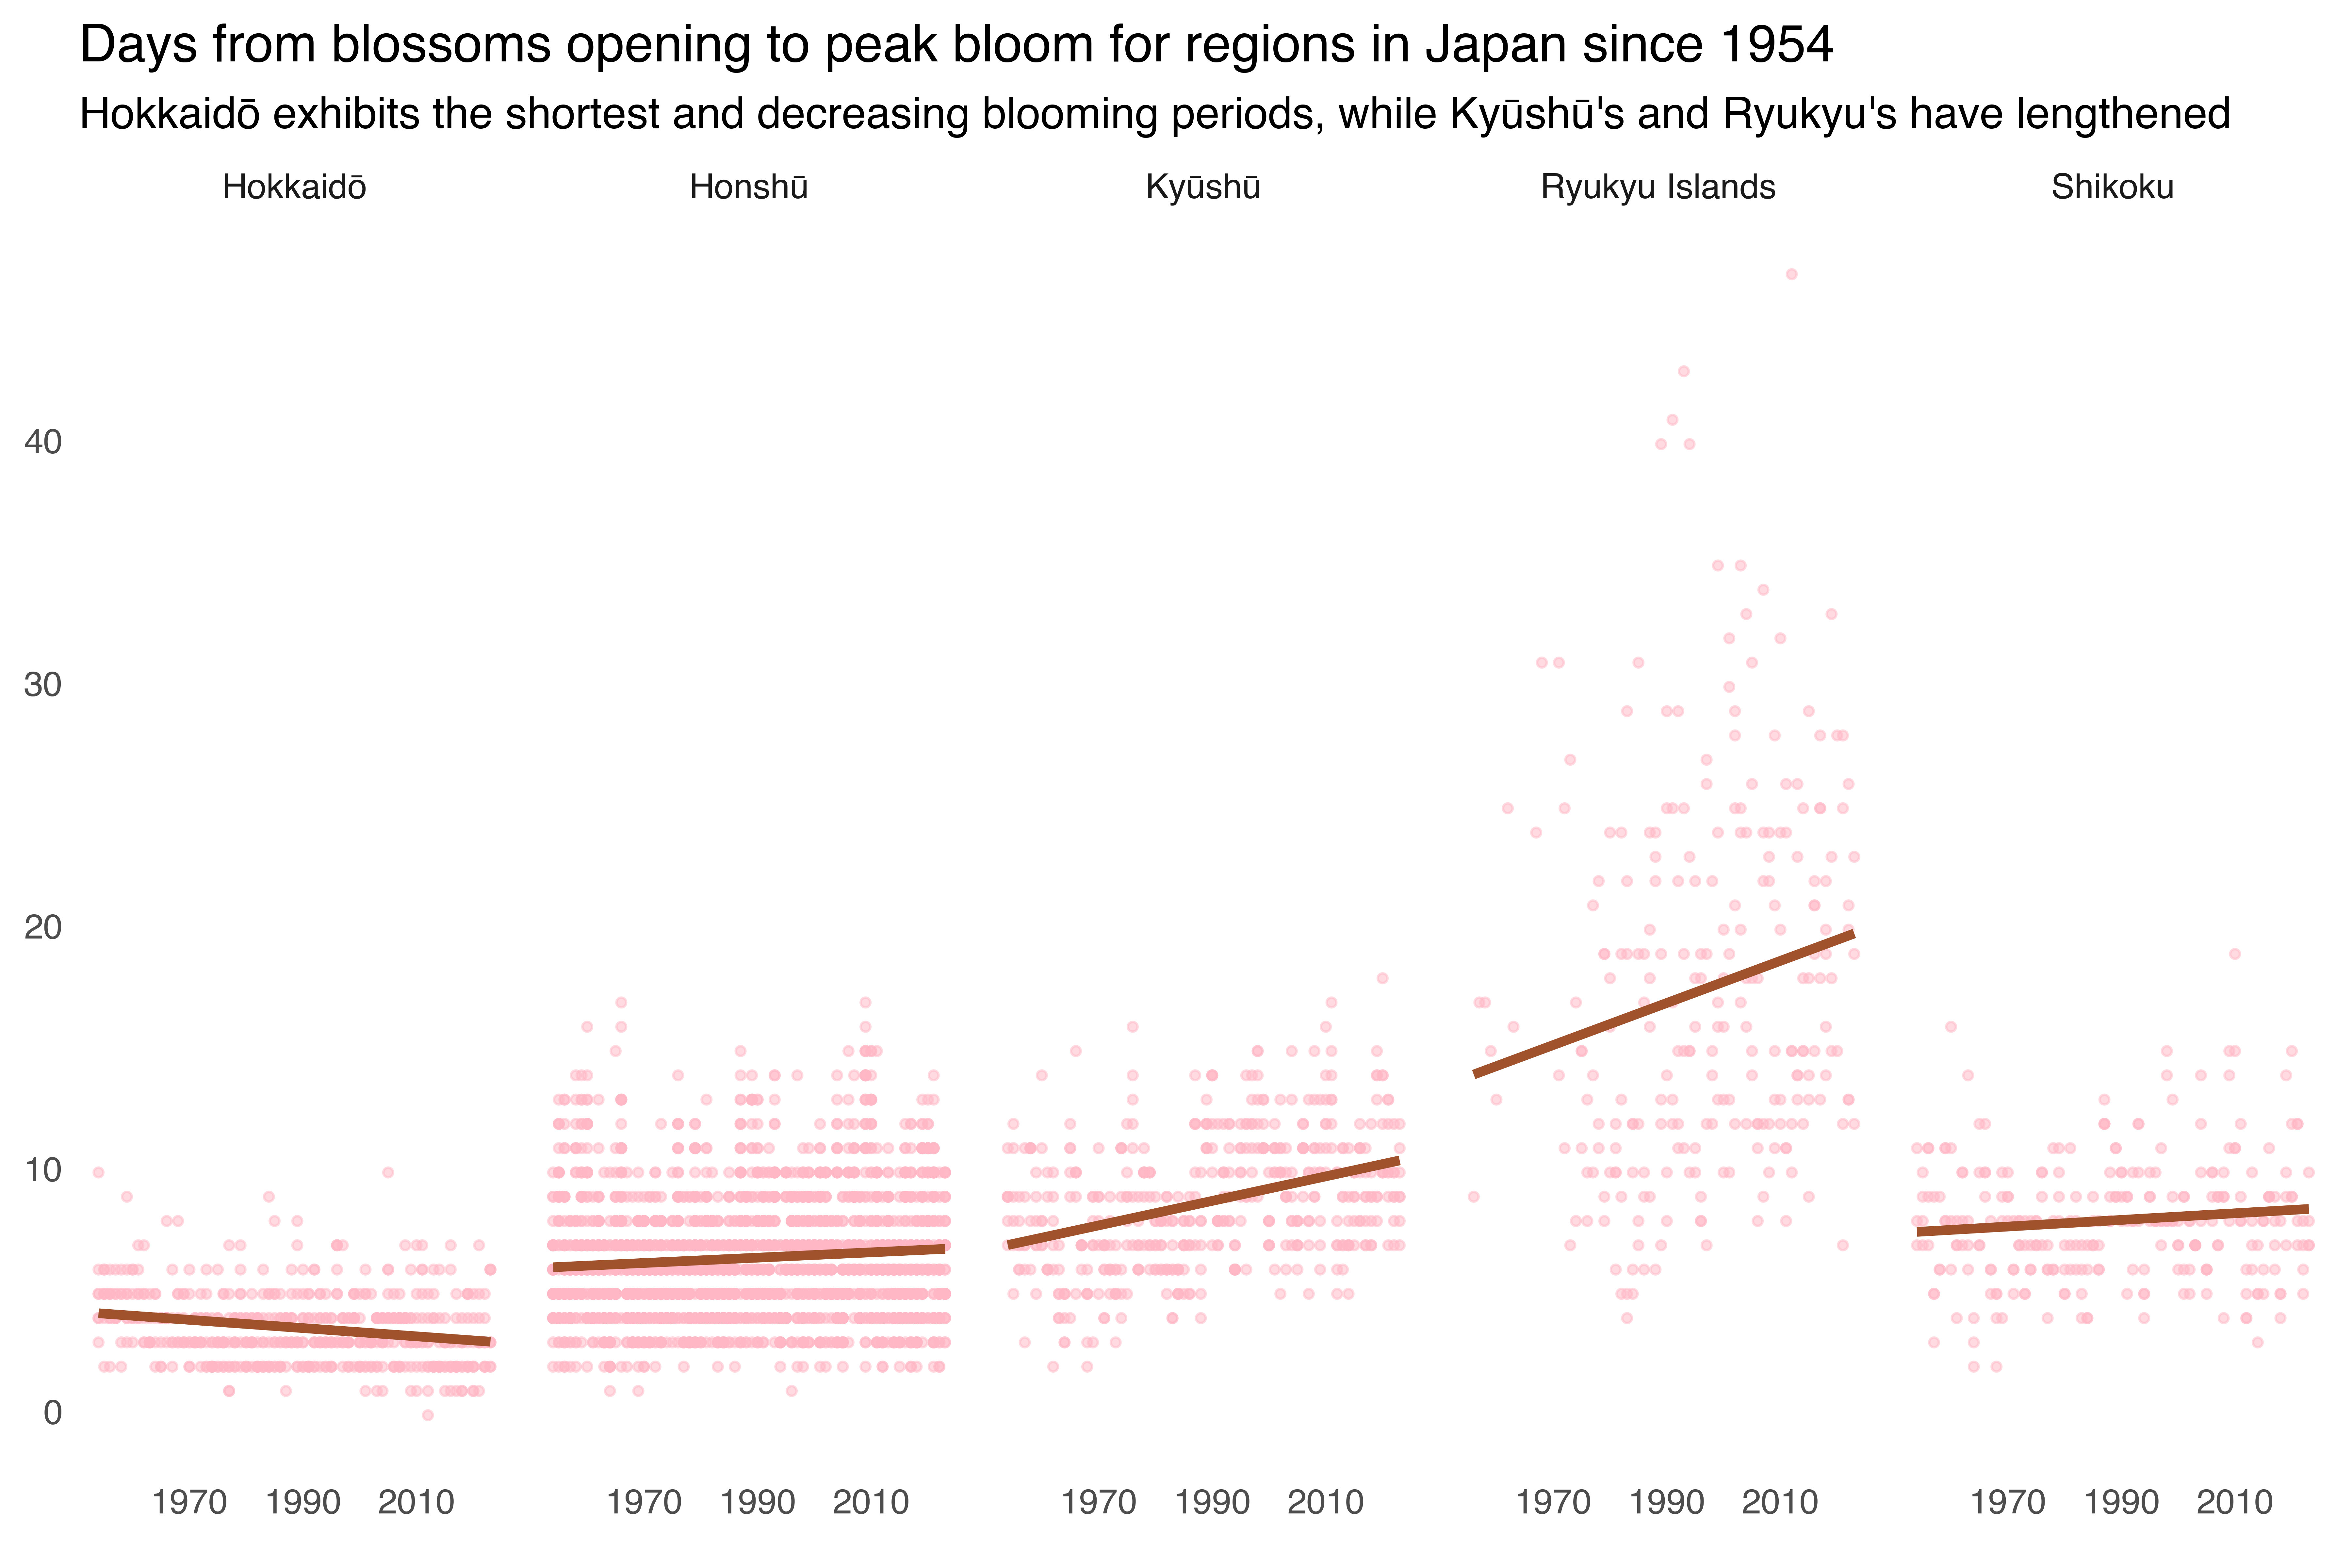 Days from blossoms opening to peak bloom for regions in Japan since 1954
Hokkaidō exhibits the shortest and decreasing blooming periods, while Kyūshū's and Ryukyu's have lengthened
Hokkaidō Honshū Kyūshū Ryukyu Islands Shikoku
40
30
20
10
0
1970 1990 2010 1970 1990 2010 1970 1990 2010 1970 1990 2010 1970 1990 2010